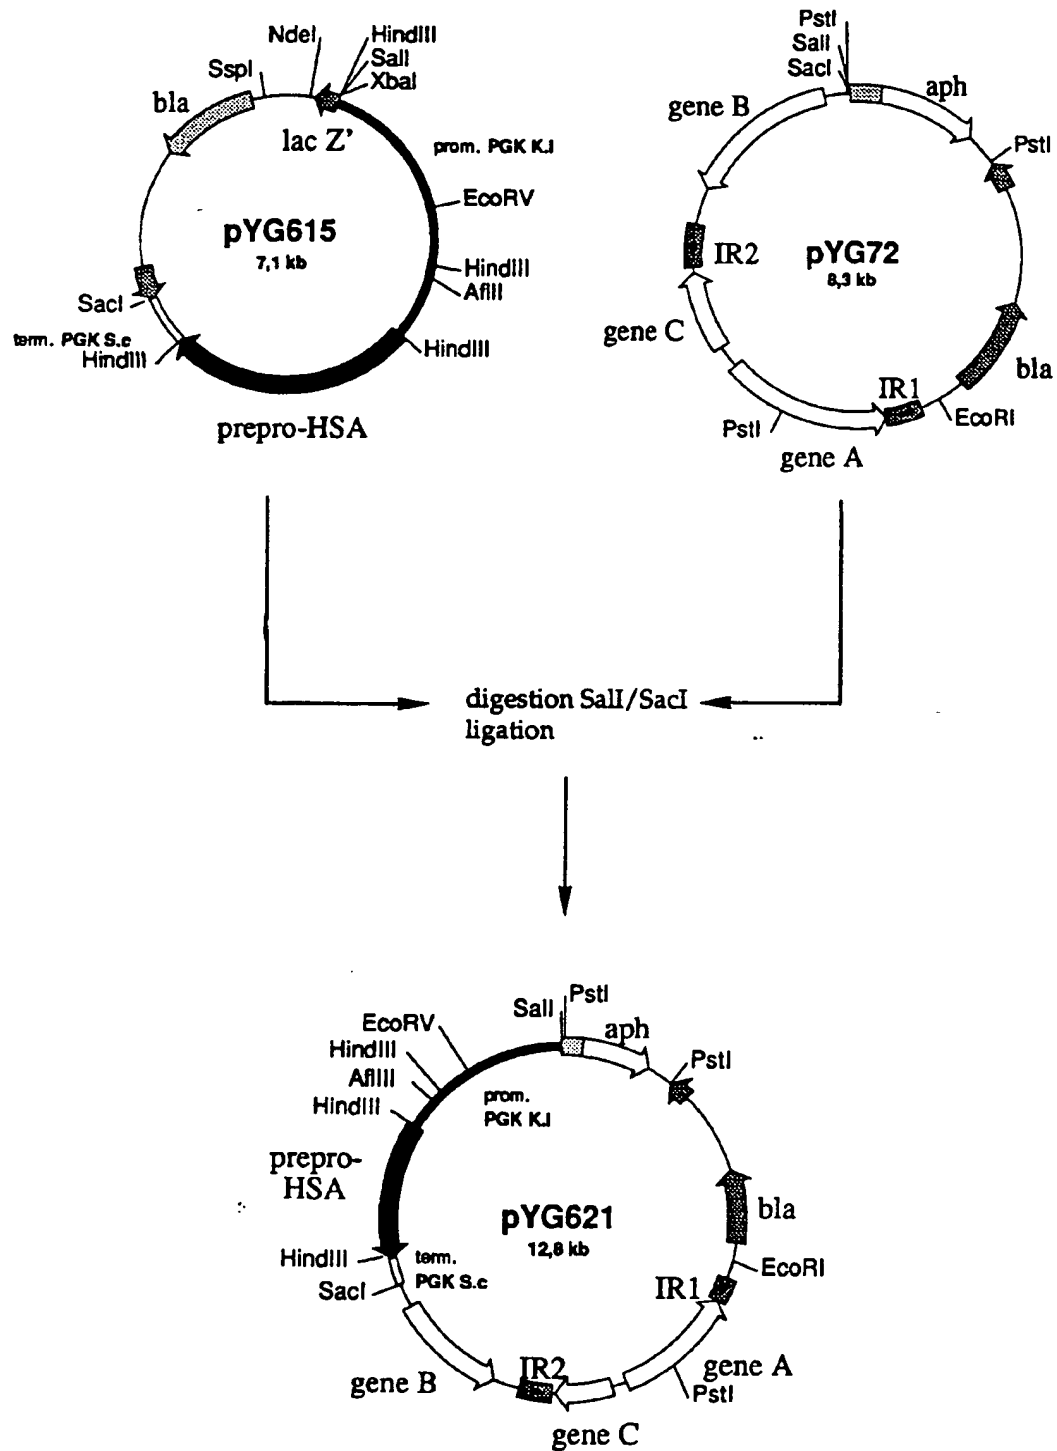 NdeI
HindIII
SalI
XbaI
SspI
bla
lac Z'
prom. PGK K.l
EcoRV
pYG615
7,1 kb
HindIII
AflII
SacI
term. PGK S.c
HindIII
HindIII
prepro-HSA
PstI
SalI
SacI
aph
gene B
PstI
IR2
pYG72
8,3 kb
gene C
bla
IR1
EcoRI
PstI
gene A
digestion SalI/SacI
ligation
SalI
PstI
aph
EcoRV
HindIII
AflIII
HindIII
PstI
prom.
PGK K.l
prepro-
HSA
pYG621
12,8 kb
bla
HindIII
term.
PGK S.c
SacI
EcoRI
IR1
gene B
IR2
gene A
PstI
gene C